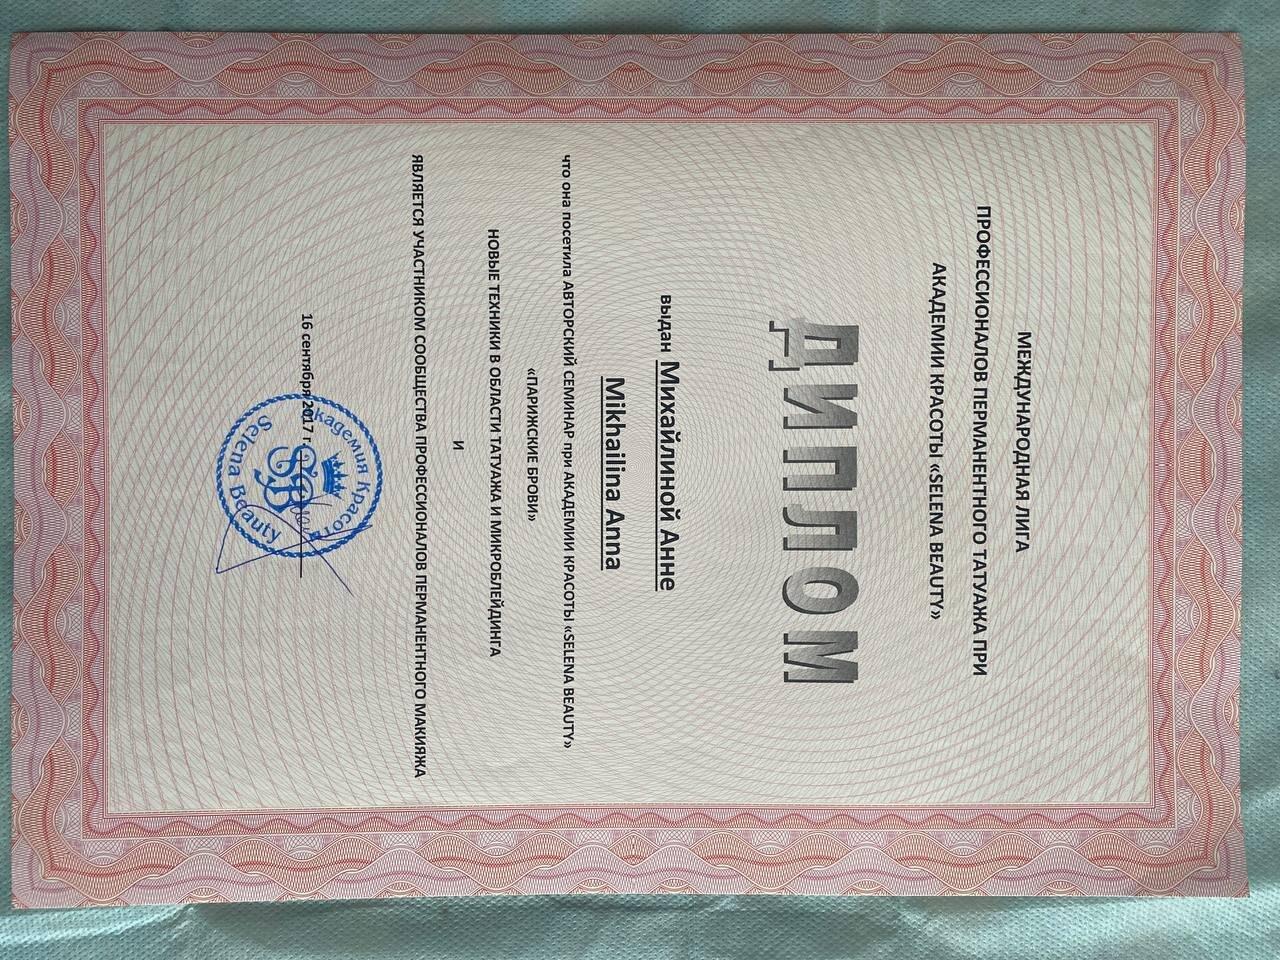 МЕЖДУНАРОДНАЯ ЛИГА
ПРОФЕССИОНАЛОВ ПЕРМАНЕНТНОГО ТАТУАЖА ПРИ
АКАДЕМИИ КРАСОТЫ «SELENA BEAUTY»
ДИПЛОМ
выдан Михайлиной Анне
Mikhailina Anna
что она посетила АВТОРСКИЙ СЕМИНАР при АКАДЕМИИ КРАСОТЫ «SELENA BEAUTY»
«ПАРИЖСКИЕ БРОВИ»
НОВЫЕ ТЕХНИКИ В ОБЛАСТИ ТАТУАЖА И МИКРОБЛЕЙДИНГА
И
ЯВЛЯЕТСЯ УЧАСТНИКОМ СООБЩЕСТВА ПРОФЕССИОНАЛОВ ПЕРМАНЕНТНОГО МАКИЯЖА
16 сентября 2017 г.
Академия Красоты
SB
Selena Beauty